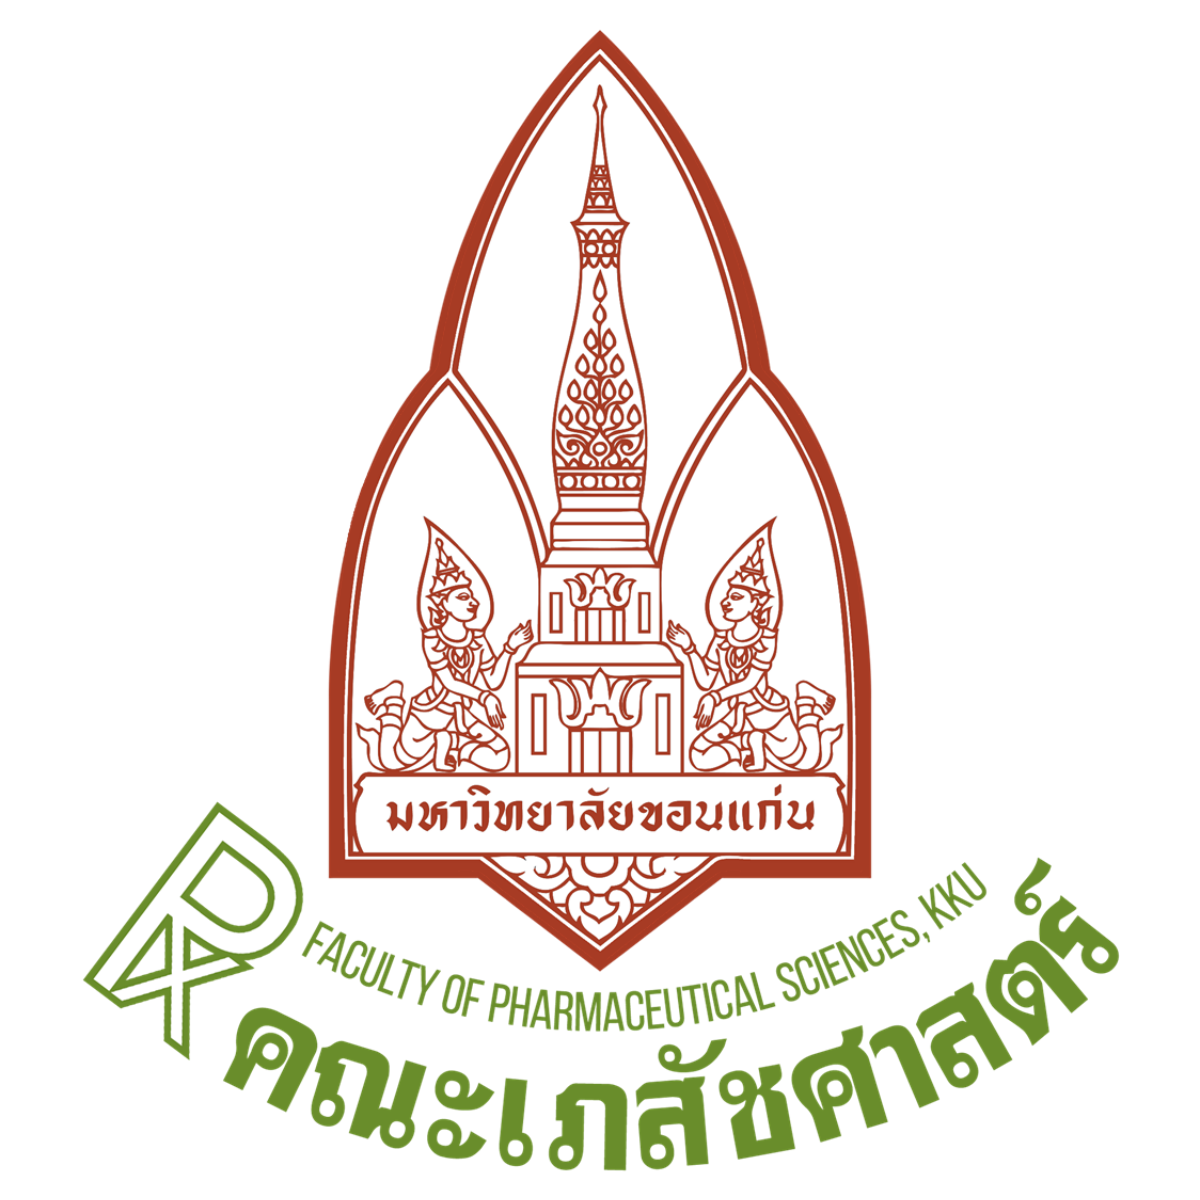 มหาวิทยาลัยขอนแก่น
FACULTY OF PHARMACEUTICAL SCIENCES, KKU
Rx คณะเภสัชศาสตร์